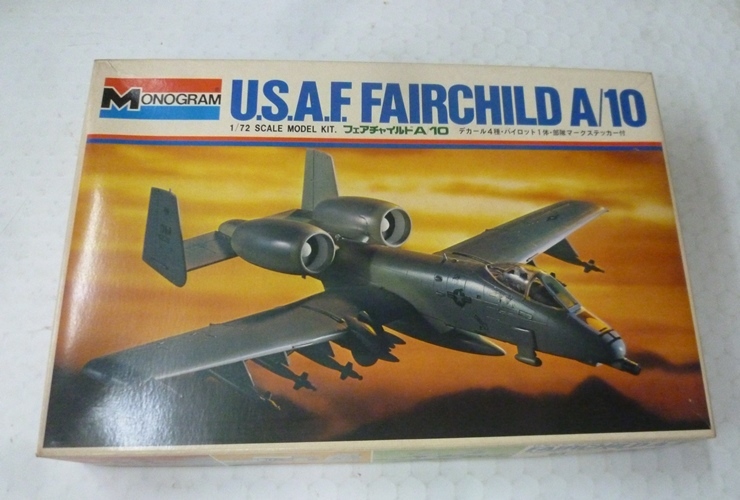 MONOGRAM
U.S.A.F. FAIRCHILD A/10
1/72 SCALE MODEL KIT. フェアチャイルドA/10 デカール4種・パイロット1体・部隊マークステッカー付